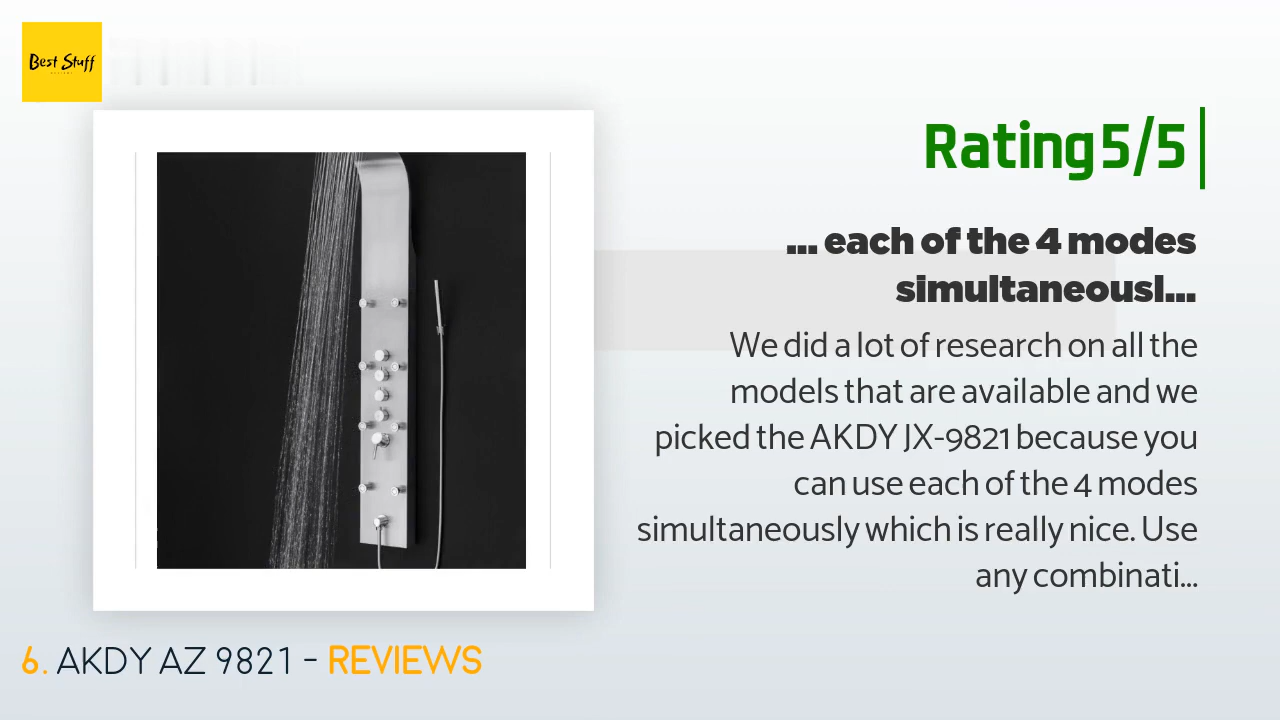 Best Stuff
Rating 5/5
... each of the 4 modes
simultaneousl...
We did a lot of research on all the
models that are available and we
picked the AKDY JX-9821 because you
can use each of the 4 modes
simultaneously which is really nice. Use
any combinati...
6. AKDY AZ 9821 - REVIEWS